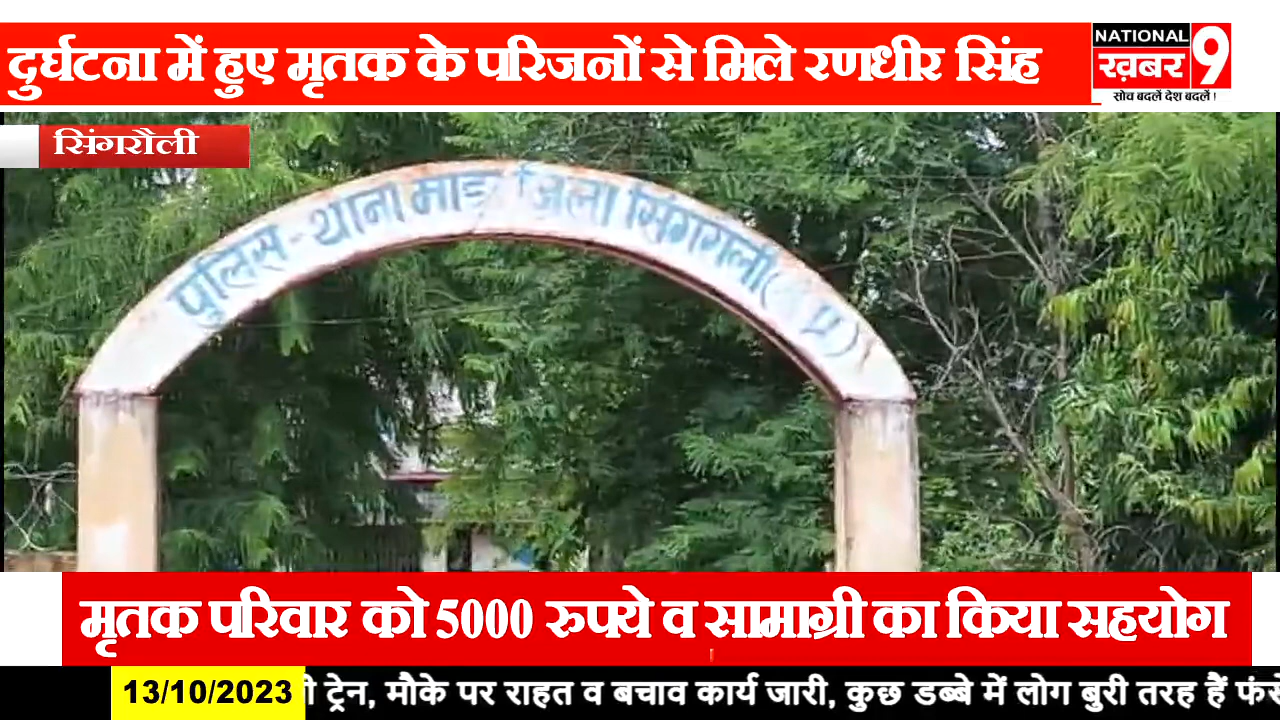 दुर्घटना में हुए मृतक के परिजनों से मिले रणधीर सिंह
NATIONAL
ख़बर 9
सोच बदलें देश बदलें !
सिंगरौली
पुलिस - थाना जिला सिंगरौली
मृतक परिवार को 5000 रुपये व सामाग्री का किया सहयोग
13/10/2023
ट्रेन, मौके पर राहत व बचाव कार्य जारी, कुछ डब्बे में लोग बुरी तरह हैं फंसे